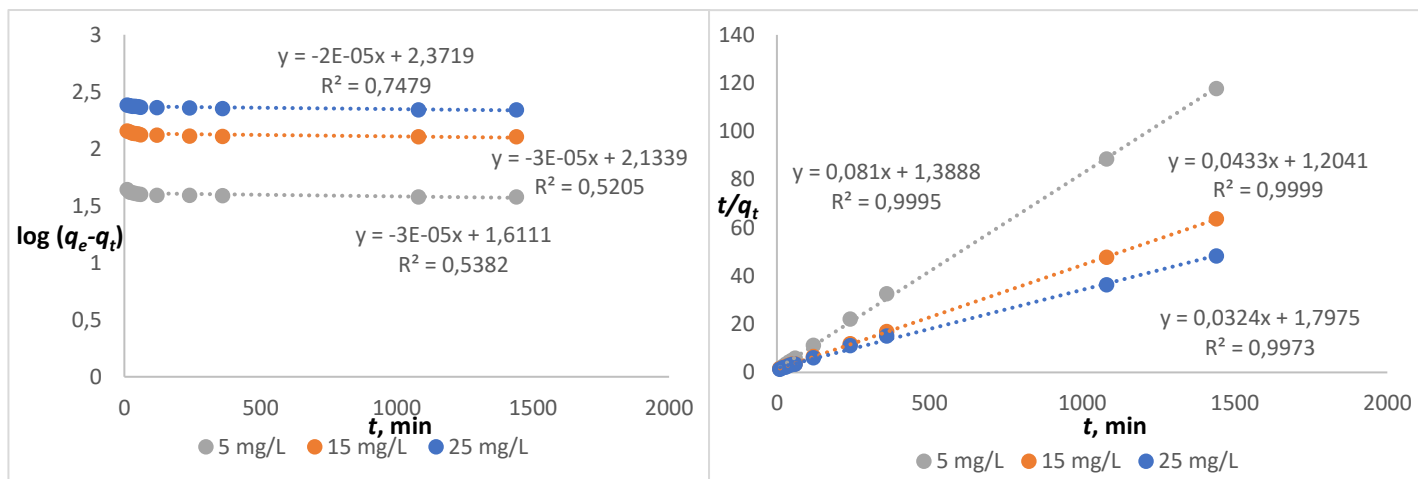 3
2,5
2
1,5
1
0,5
0
log (qe-qt)
y = -2E-05x + 2,3719
R² = 0,7479
y = -3E-05x + 2,1339
R² = 0,5205
y = -3E-05x + 1,6111
R² = 0,5382
0 500 1000 1500 2000
t, min
5 mg/L 15 mg/L 25 mg/L
140
120
100
80
60
40
20
0
t/qt
y = 0,081x + 1,3888
R² = 0,9995
y = 0,0433x + 1,2041
R² = 0,9999
y = 0,0324x + 1,7975
R² = 0,9973
0 500 1000 1500 2000
t, min
5 mg/L 15 mg/L 25 mg/L